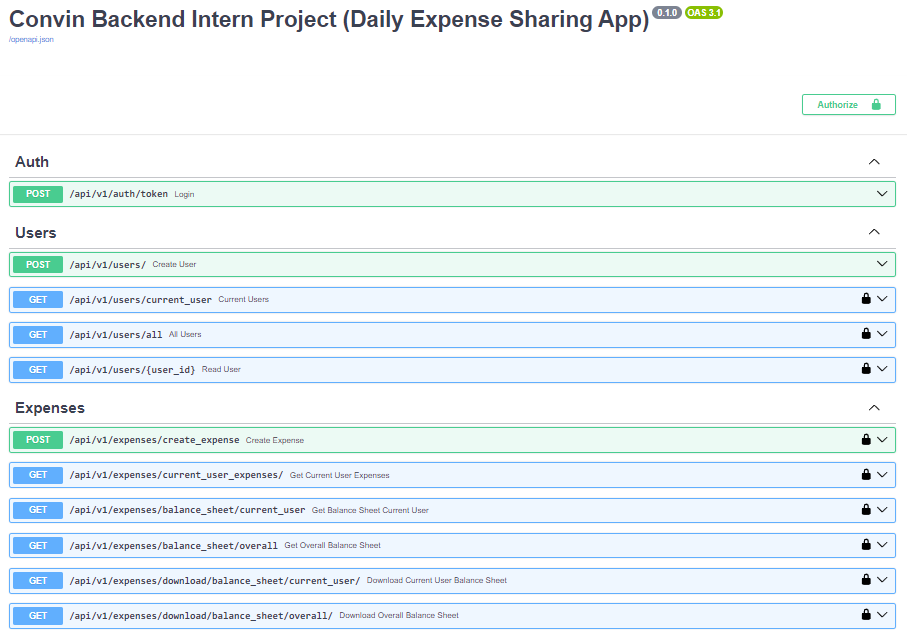 Convin Backend Intern Project (Daily Expense Sharing App) 0.1.0 OAS 3.1
/openapi.json
Authorize
Auth
POST /api/v1/auth/token Login
Users
POST /api/v1/users/ Create User
GET /api/v1/users/current_user Current Users
GET /api/v1/users/all All Users
GET /api/v1/users/{user_id} Read User
Expenses
POST /api/v1/expenses/create_expense Create Expense
GET /api/v1/expenses/current_user_expenses/ Get Current User Expenses
GET /api/v1/expenses/balance_sheet/current_user Get Balance Sheet Current User
GET /api/v1/expenses/balance_sheet/overall Get Overall Balance Sheet
GET /api/v1/expenses/download/balance_sheet/current_user/ Download Current User Balance Sheet
GET /api/v1/expenses/download/balance_sheet/overall/ Download Overall Balance Sheet